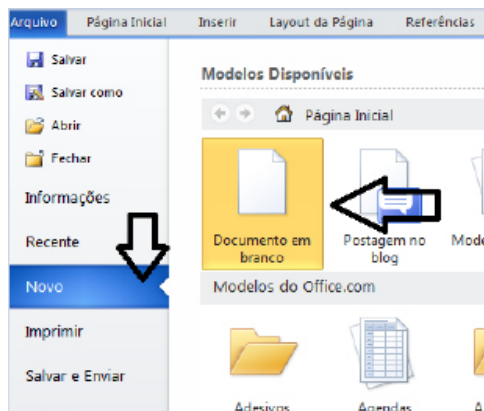 Arquivo Página Inicial Inserir Layout da Página Referências
Salvar
Salvar como
Abrir
Fechar
Informações
Recente
Novo
Imprimir
Salvar e Enviar
Modelos Disponíveis
Página Inicial
Documento em branco
Postagem no blog
Modelos do Office.com
Adesivos
Agendas